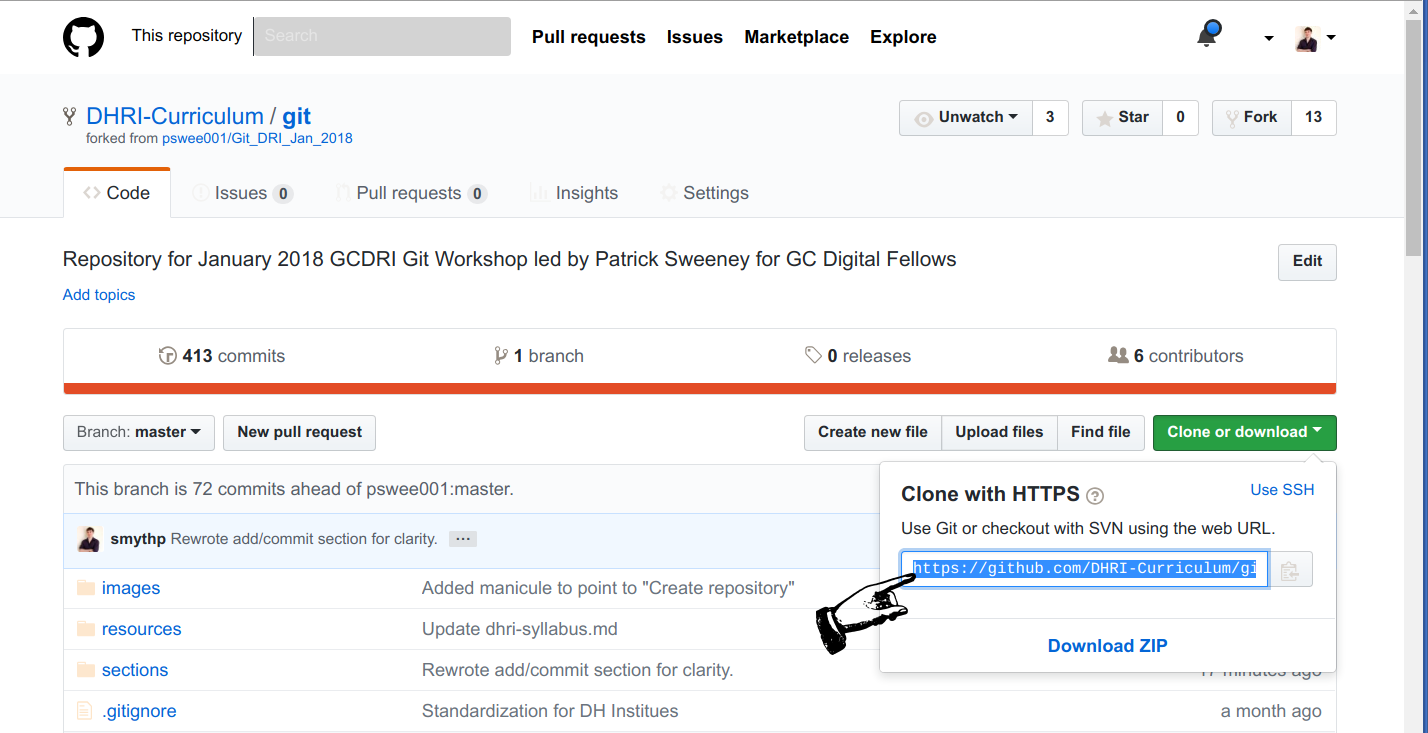 This repository Search Pull requests Issues Marketplace Explore
DHRI-Curriculum / git Unwatch 3 Star 0 Fork 13
forked from pswee001/Git_DRI_Jan_2018
Code Issues 0 Pull requests 0 Insights Settings
Repository for January 2018 GCDRI Git Workshop led by Patrick Sweeney for GC Digital Fellows Edit
Add topics
413 commits 1 branch 0 releases 6 contributors
Branch: master New pull request Create new file Upload files Find file Clone or download
This branch is 72 commits ahead of pswee001:master.
Clone with HTTPS ? Use SSH
Use Git or checkout with SVN using the web URL.
smythp Rewrote add/commit section for clarity. ...
https://github.com/DHRI-Curriculum/gi
images Added manicule to point to "Create repository"
resources Update dhri-syllabus.md
Download ZIP
sections Rewrote add/commit section for clarity. 17 minutes ago
.gitignore Standardization for DH Institues a month ago